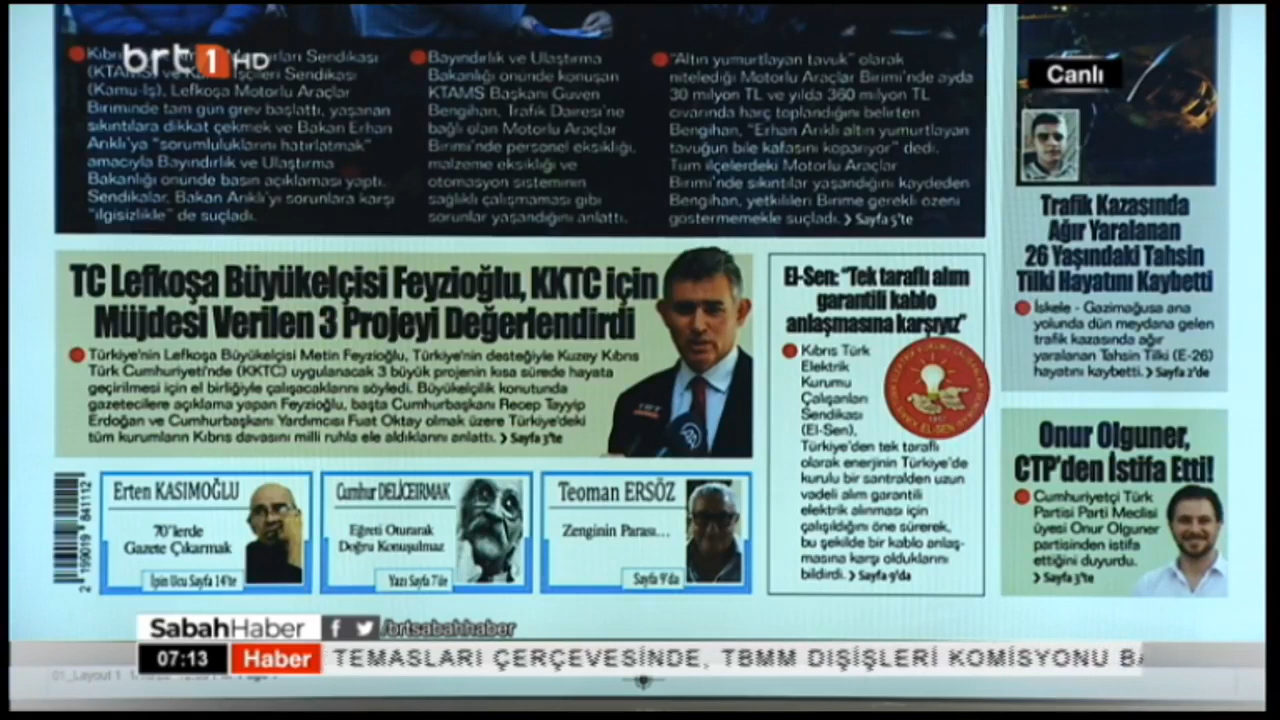 brt 1 HD
Canlı
Kıbrıs
Sendikası
(KTAMS) ve Kamu İşçileri Sendikası
(Kamu-İş), Lefkoşa Motorlu Araçlar
Biriminde tam gün grev başlattı, yaşanan
sıkıntılara dikkat çekmek ve Bakan Erhan
Arıklı'ya "sorumluluklarını hatırlatmak"
amacıyla Bayındırlık ve Ulaştırma
Bakanlığı önünde basın açıklaması yaptı.
Sendikalar, Bakan Arıklı'yı sorunlara karşı
"ilgisizlikle" de suçladı.
Bayındırlık ve Ulaştırma
Bakanlığı önünde konuşan
KTAMS Başkanı Güven
Bengihan, Trafik Dairesi'ne
bağlı olan Motorlu Araçlar
Birimi'nde personel eksikliği,
malzeme eksikliği ve
otomasyon sisteminin
sağlıklı çalışmaması gibi
sorunlar yaşandığını anlattı.
"Altın yumurtlayan tavuk" olarak
nitelediği Motorlu Araçlar Birimi'nde ayda
30 milyon TL ve yılda 360 milyon TL
civarında harç toplandığını belirten
Bengihan, "Erhan Arıklı altın yumurtlayan
tavuğun bile kafasını koparıyor" dedi.
Tüm ilçelerdeki Motorlu Araçlar
Birimi'nde sıkıntılar yaşandığını kaydeden
Bengihan, yetkilileri Birime gerekli özeni
göstermemekle suçladı. > Sayfa 5'te
Trafik Kazasında
Ağır Yaralanan
26 Yaşındaki Tahsin
Tilki Hayatını Kaybetti
İskele - Gazimağusa ana
yolunda dün meydana gelen
trafik kazasında ağır
yaralanan Tahsin Tilki (E-26)
hayatını kaybetti. > Sayfa 2'de
TC Lefkoşa Büyükelçisi Feyzioğlu, KKTC için
Müjdesi Verilen 3 Projeyi Değerlendirdi
Türkiye'nin Lefkoşa Büyükelçisi Metin Feyzioğlu, Türkiye'nin desteğiyle Kuzey Kıbrıs
Türk Cumhuriyeti'nde (KKTC) uygulanacak 3 büyük projenin kısa sürede hayata
geçirilmesi için el birliğiyle çalışacaklarını söyledi. Büyükelçilik konutunda
gazetecilere açıklama yapan Feyzioğlu, başta Cumhurbaşkanı Recep Tayyip
Erdoğan ve Cumhurbaşkanı Yardımcısı Fuat Oktay olmak üzere Türkiye'deki
tüm kurumların Kıbrıs davasını milli ruhla ele aldıklarını anlattı. > Sayfa 3'te
El-Sen: "Tek taraflı alım
garantili kablo
anlaşmasına karşıyız"
Kıbrıs Türk
Elektrik
Kurumu
Çalışanları
Sendikası
(El-Sen),
Türkiye'den tek taraflı
olarak enerjinin Türkiye'de
kurulu bir santralden uzun
vadeli alım garantili
elektrik alınması için
çalışıldığını öne sürerek,
bu şekilde bir kablo anlaş-
masına karşı olduklarını
bildirdi. > Sayfa 9'da
Onur Olguner,
CTP'den İstifa Etti!
Cumhuriyetçi Türk
Partisi Parti Meclisi
üyesi Onur Olguner
partisinden istifa
ettiğini duyurdu.
> Sayfa 3'te
2 199019 841112
Erten KASIMOĞLU
70'lerde
Gazete Çıkarmak
İpin Ucu Sayfa 14'te
Cumhur DELİCEIRMAK
Eğreti Oturarak
Doğru Konuşulmaz
Yazı Sayfa 7'de
Teoman ERSÖZ
Zenginin Parası...
Sayfa 9'da
SabahHaber
/brtsabahhaber
07:13
Haber
TEMASLARI ÇERÇEVESİNDE, TBMM DIŞİŞLERİ KOMİSYONU
01_Layout 1